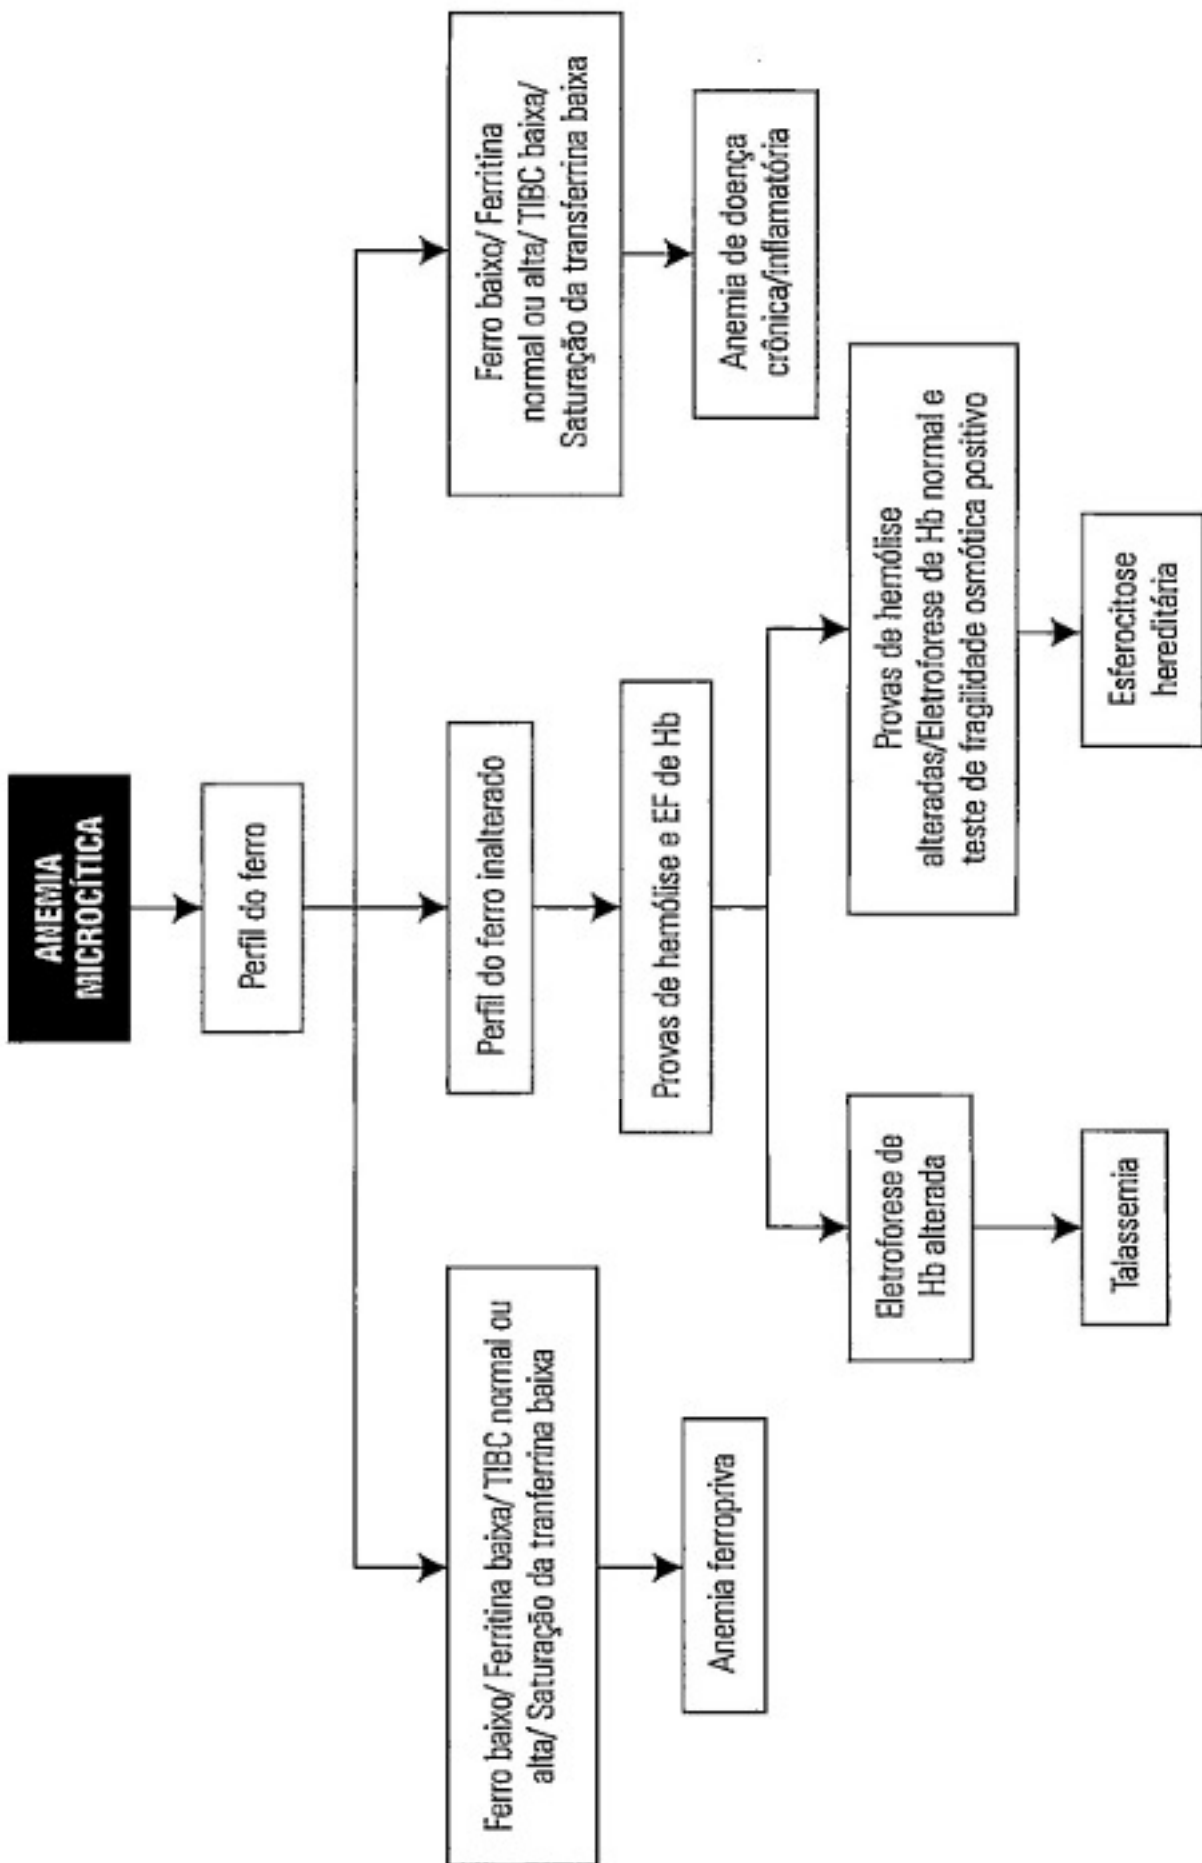 ANEMIA
MICROCÍTICA
Perfil do ferro
Ferro baixo/ Ferritina baixa/ TIBC normal ou
alta/ Saturação da tranferrina baixa
Anemia ferropriva
Perfil do ferro inalterado
Provas de hemólise e EF de Hb
Eletroforese de
Hb alterada
Talassemia
Provas de hemólise
alteradas/Eletroforese de Hb normal e
teste de fragilidade osmótica positivo
Esferocitose
hereditária
Ferro baixo/ Ferritina
normal ou alta/ TIBC baixa/
Saturação da transferrina baixa
Anemia de doença
crônica/inflamatória